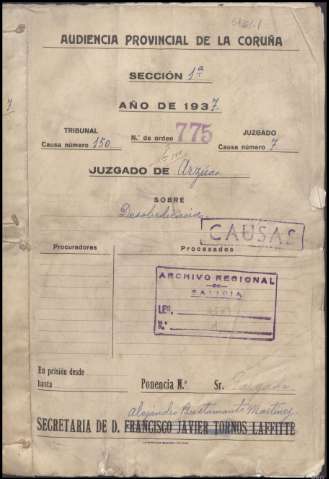 AUDIENCIA PROVINCIAL DE LA CORUÑA
SECCIÓN 1ª
AÑO DE 1937
TRIBUNAL
Causa número 150
N.º de orden 775
JUZGADO
Causa número 7
JUZGADO DE Arzúa
SOBRE
Desobediencia
CAUSAS
Procuradores
Procesados
ARCHIVO REGIONAL
DE
GALICIA
LEG.
N.º
En prisión desde
hasta
Ponencia N.º Sr.
Alejandro Bustamante Martínez
SECRETARIA DE D. FRANCISCO JAVIER TORNOS LAFFITTE